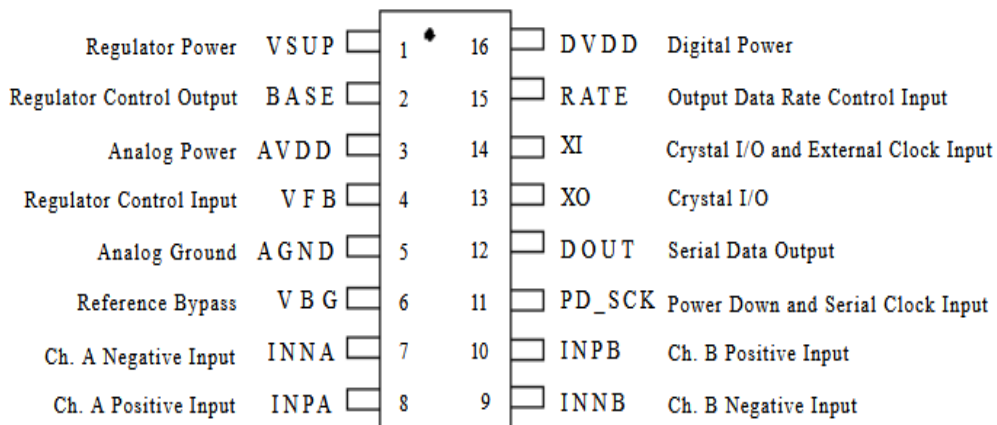 Regulator Power VSUP 1 16 DVDD Digital Power
Regulator Control Output BASE 2 15 RATE Output Data Rate Control Input
Analog Power AVDD 3 14 XI Crystal I/O and External Clock Input
Regulator Control Input VFB 4 13 XO Crystal I/O
Analog Ground AGND 5 12 DOUT Serial Data Output
Reference Bypass VBG 6 11 PD_SCK Power Down and Serial Clock Input
Ch. A Negative Input INNA 7 10 INPB Ch. B Positive Input
Ch. A Positive Input INPA 8 9 INNB Ch. B Negative Input